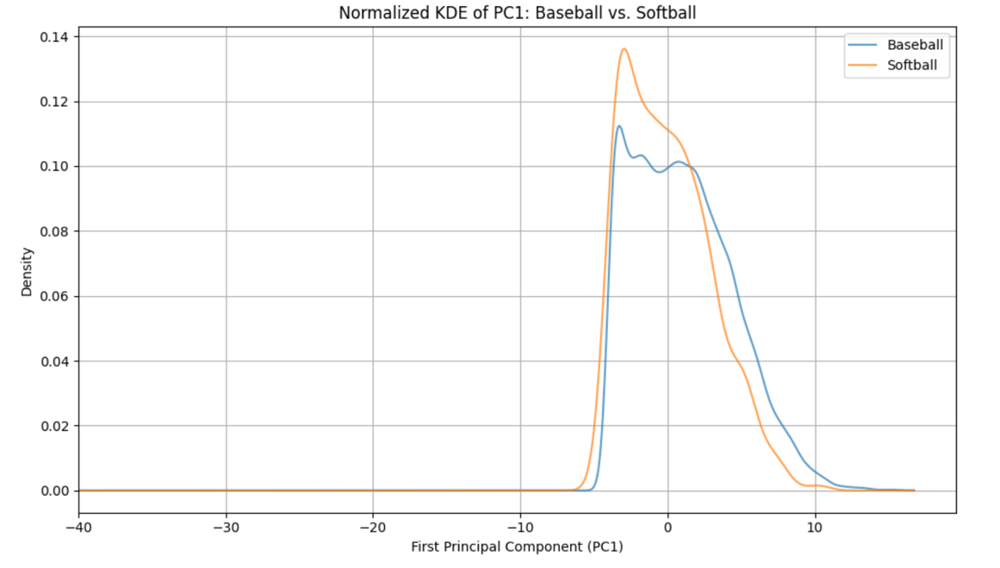 Normalized KDE of PC1: Baseball vs. Softball
Baseball
Softball
0.14
0.12
0.10
0.08
0.06
0.04
0.02
0.00
Density
−40
−30
−20
−10
0
10
First Principal Component (PC1)